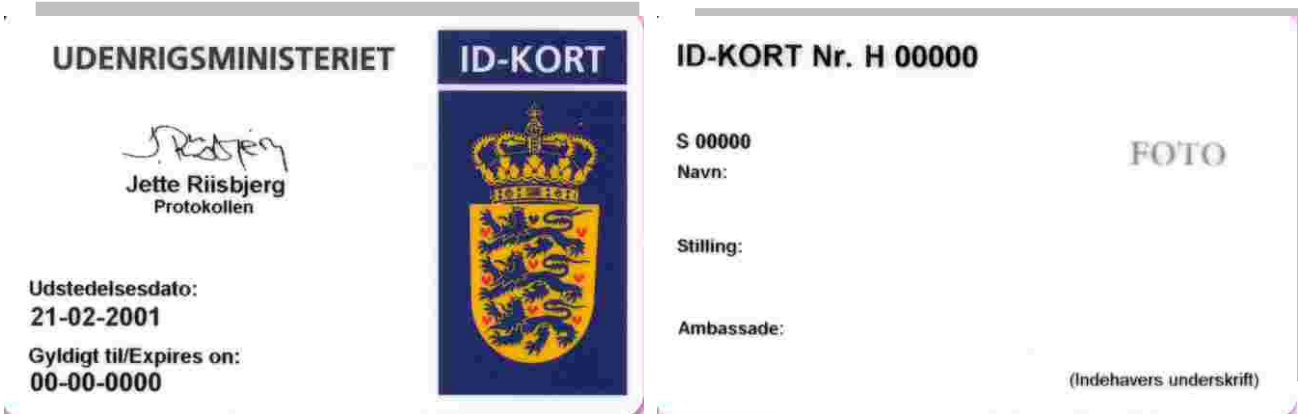 UDENRIGSMINISTERIET
ID-KORT
J. Riisbjerg
Jette Riisbjerg
Protokollen
Udstedelsesdato:
21-02-2001
Gyldigt til/Expires on:
00-00-0000
ID-KORT Nr. H 00000
S 00000
FOTO
Navn:
Stilling:
Ambassade:
(Indehavers underskrift)